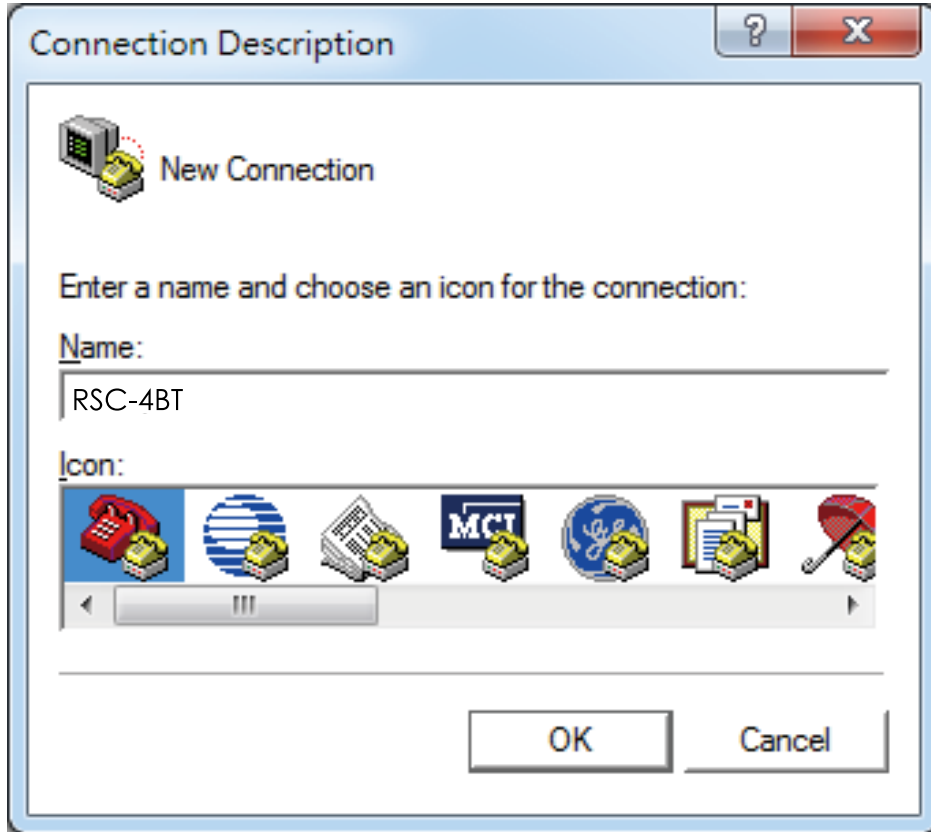 Connection Description
New Connection
Enter a name and choose an icon for the connection:
Name:
RSC-4BT
Icon:
MCI
OK Cancel